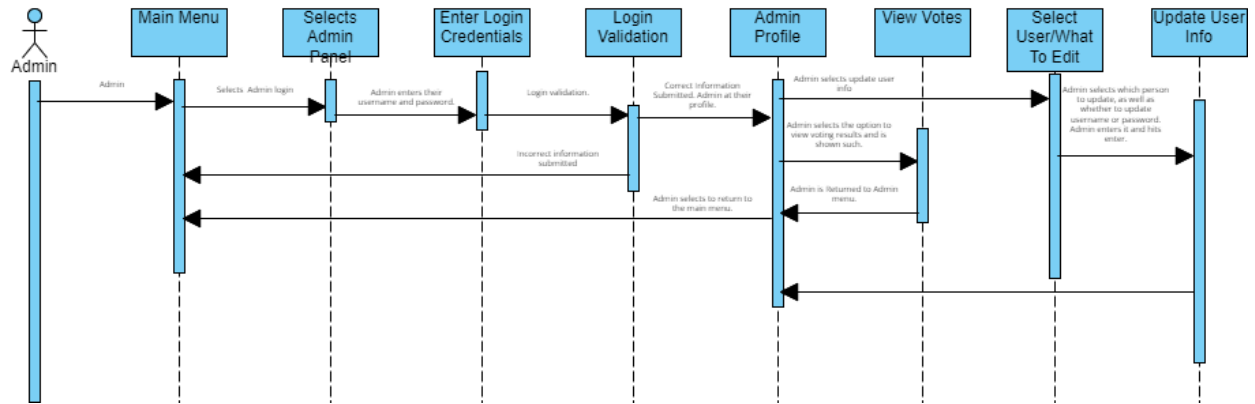 Main Menu
Selects
Admin
Panel
Enter Login
Credentials
Login
Validation
Admin
Profile
View Votes
Select
User/What
To Edit
Update User
Info
Admin
Admin
Selects Admin login
Admin enters their
username and password.
Login validation.
Correct Information
Submitted. Admin at their
profile.
Admin selects update user
info
Admin selects which person
to update, as well as
whether to update
username or password.
Admin enters it and hits
enter.
Admin selects the option to
view voting results and is
shown such.
Incorrect information
submitted
Admin selects to return to
the main menu.
Admin is Returned to Admin
menu.